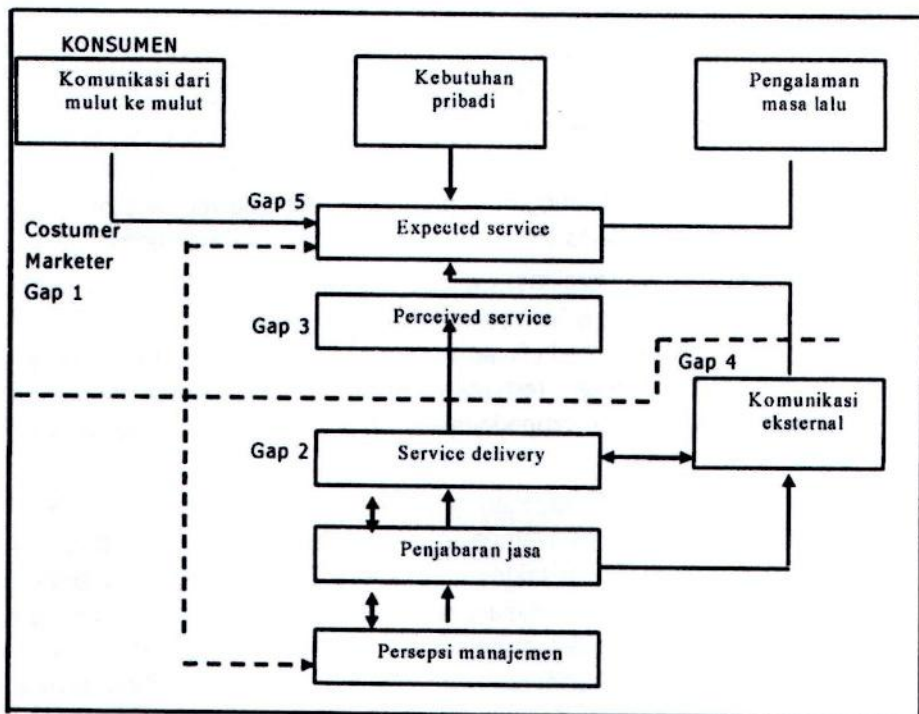 KONSUMEN
Komunikasi dari
mulut ke mulut
Kebutuhan
pribadi
Pengalaman
masa lalu
Gap 5
Expected service
Costumer
Marketer
Gap 1
Perceived service
Gap 3
Gap 4
Komunikasi
eksternal
Gap 2
Service delivery
Penjabaran jasa
Persepsi manajemen